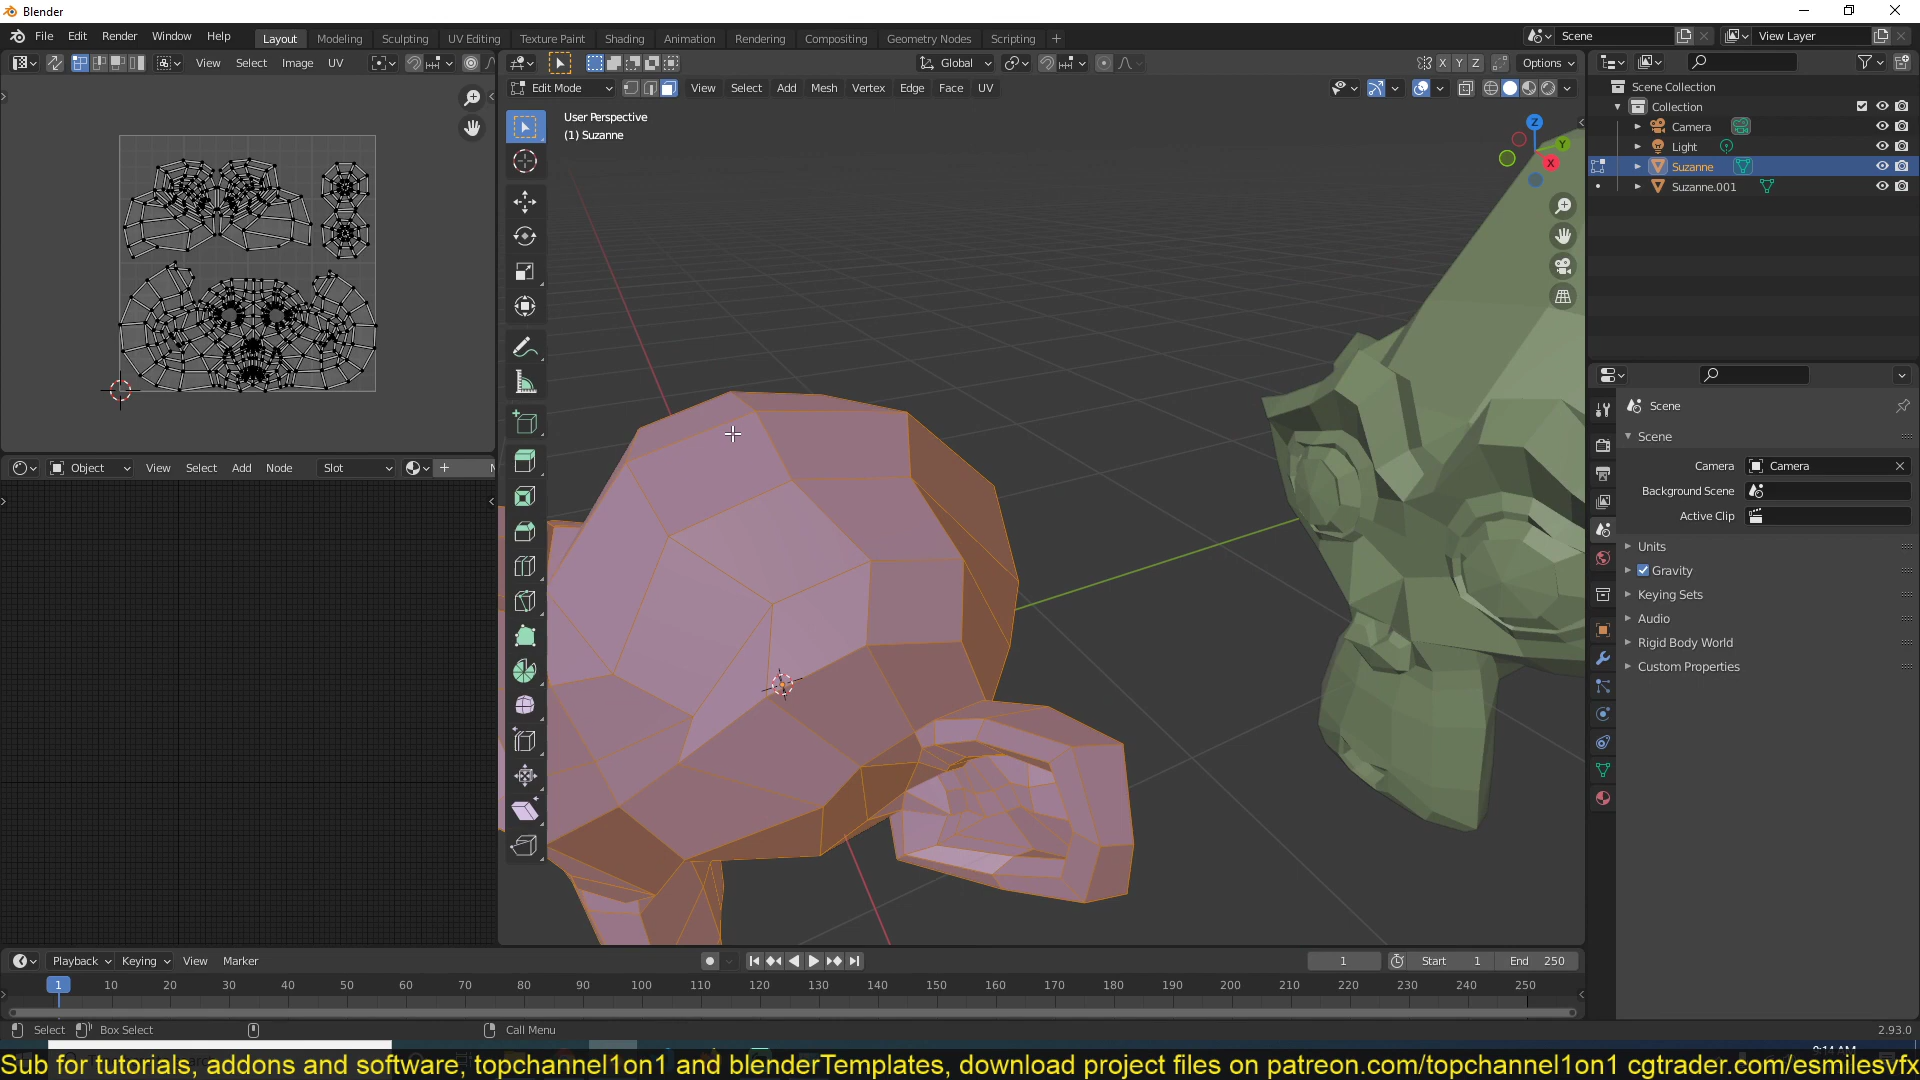 Blender
File Edit Render Window Help Layout Modeling Sculpting UV Editing Texture Paint Shading Animation Rendering Compositing Geometry Nodes Scripting Scene View Layer
View Select Image UV Global X Y Z Options
Edit Mode View Select Add Mesh Vertex Edge Face UV
User Perspective
(1) Suzanne
Z
Y
X
Scene Collection
Collection
Camera
Light
Suzanne
Suzanne.001
Scene
Scene
Camera Camera
Background Scene
Active Clip
Units
Gravity
Keying Sets
Audio
Rigid Body World
Custom Properties
Object View Select Add Node Slot
Playback Keying View Marker 1 Start 1 End 250
1 10 20 30 40 50 60 70 80 90 100 110 120 130 140 150 160 170 180 190 200 210 220 230 240 250
Select Box Select Call Menu 2.93.0
Sub for tutorials, addons and software, topchannel1on1 and blenderTemplates, download project files on patreon.com/topchannel1on1 cgtrader.com/esmilesvfx